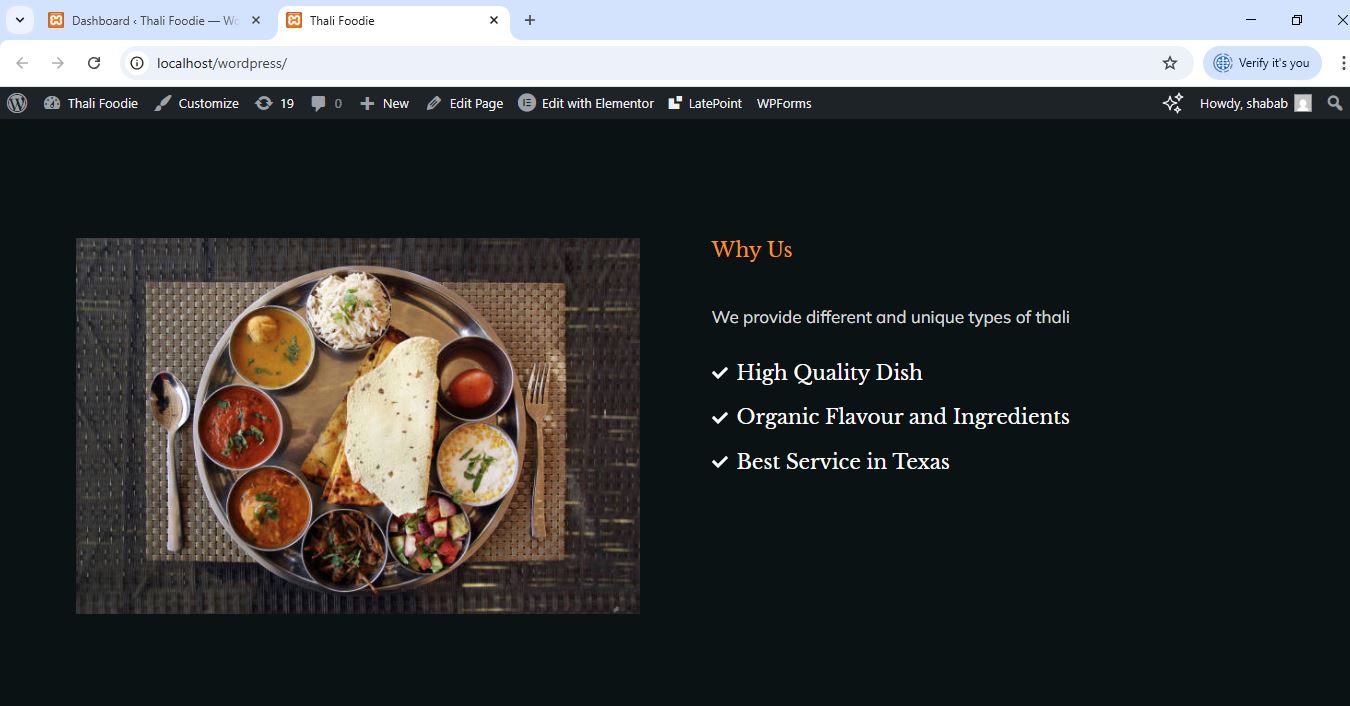 Dashboard ‹ Thali Foodie — Wo
Thali Foodie
localhost/wordpress/
Verify it's you
Thali Foodie
Customize
19
0
New
Edit Page
Edit with Elementor
LatePoint
WPForms
Howdy, shabab
Why Us
We provide different and unique types of thali
High Quality Dish
Organic Flavour and Ingredients
Best Service in Texas